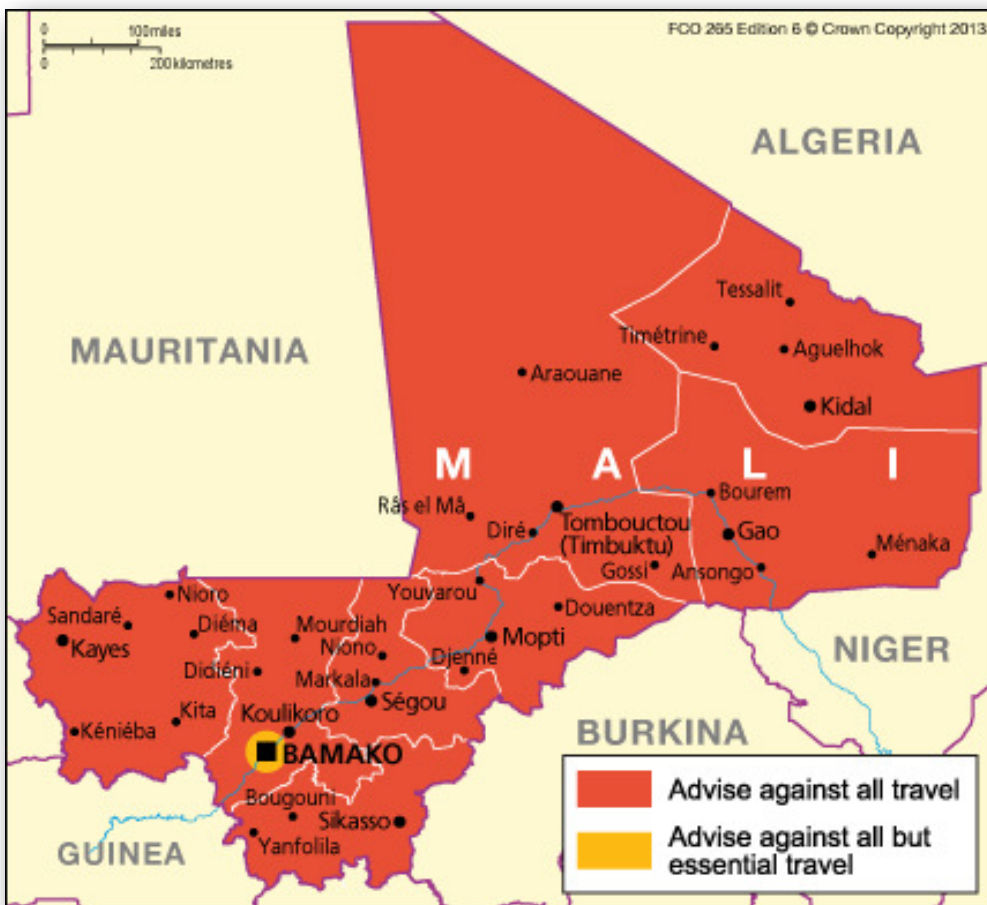 0 100miles
0 200kilometres
FCO 265 Edition 6 © Crown Copyright 2013
ALGERIA
MAURITANIA
Tessalit
Timétrine
Aguelhok
Araouane
Kidal
M A L I
Râs el Mâ
Bourem
Diré
Tombouctou
(Timbuktu)
Gao
Ménaka
Gossi
Ansongo
Youvarou
Nioro
Douentza
Sandaré
Diéma
Mourdiah
Mopti
Kayes
Niono
NIGER
Didiéni
Djenné
Markala
Ségou
Kita
Koulikoro
Kéniéba
BURKINA
BAMAKO
Bougouni
Sikasso
Yanfolila
GUINEA
Advise against all travel
Advise against all but
essential travel